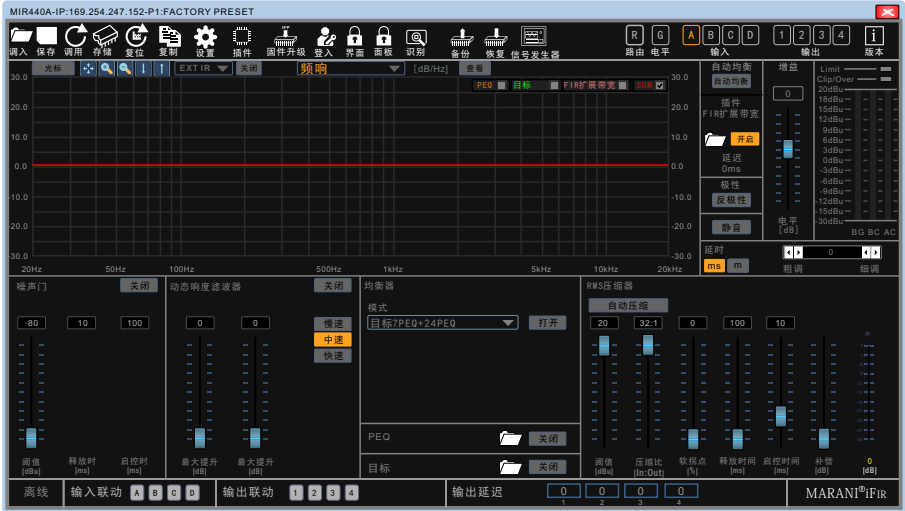 MIR440A-IP:169.254.247.152-P1:FACTORY PRESET
调入 保存 调用 存储 复位 复制 设置 插件 固件升级 登入 界面 面板 识别 备份 恢复 信号发生器
R G A B C D 1 2 3 4 i
路由 电平 输入 输出 版本
光标 EXT IR 关闭 频响 [dB/Hz] 查看
PEQ 目标 FIR扩展带宽 SUM
30.0 30.0
20.0 20.0
10.0 10.0
0.0 0.0
-10.0 -10.0
-20.0 -20.0
-30.0 -30.0
20Hz 50Hz 100Hz 500Hz 1kHz 5kHz 10kHz 20kHz
自动均衡
自动均衡
插件
FIR扩展带宽
开启
延迟
0ms
极性
反极性
静音
增益
0
电平
[dB]
Limit
Clip/Over
20dBu
18dBu
15dBu
12dBu
9dBu
6dBu
3dBu
0dBu
-3dBu
-6dBu
-9dBu
-12dBu
-15dBu
-30dBu
BG BC AC
延时
ms m
0
粗调 细调
噪声门 关闭
-80 10 100
阈值 释放时 启控时
[dBu] [ms] [ms]
动态响度滤波器 关闭
0 0
慢速
中速
快速
最大提升 最大提升
[dB] [dB]
均衡器
模式
目标7PEQ+24PEQ 打开
PEQ 关闭
目标 关闭
RMS压缩器
自动压缩
20 32:1 0 100 10
0
阈值 压缩比 软拐点 释放时间 启控时间 补偿
[dBu] [In:Out] [%] [ms] [ms] [dB] [dB]
离线 输入联动 A B C D 输出联动 1 2 3 4 输出延迟 0 0 0 0
1 2 3 4
MARANI®iFIR